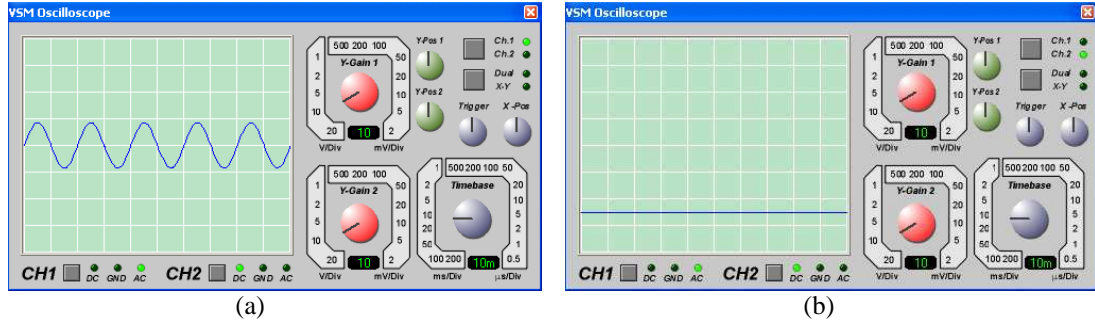 VSM Oscilloscope
500 200 100
1 Y-Gain 1 50
2 20
5 10
10 5
20 10 2
V/Div mV/Div
Y-Pos 1
Y-Pos 2
Ch.1
Ch.2
Dual
X-Y
Trigger X-Pos
500 200 100
1 Y-Gain 2 50
2 20
5 10
10 5
20 10 2
V/Div mV/Div
1 500 200 100 50
2 Timebase 20
5 10
10 5
20 2
50 1
100 200 10m 0.5
ms/Div µs/Div
CH1 DC GND AC CH2 DC GND AC
(a)
VSM Oscilloscope
500 200 100
1 Y-Gain 1 50
2 20
5 10
10 5
20 10 2
V/Div mV/Div
Y-Pos 1
Y-Pos 2
Ch.1
Ch.2
Dual
X-Y
Trigger X-Pos
500 200 100
1 Y-Gain 2 50
2 20
5 10
10 5
20 10 2
V/Div mV/Div
1 500 200 100 50
2 Timebase 20
5 10
10 5
20 2
50 1
100 200 10m 0.5
ms/Div µs/Div
CH1 DC GND AC CH2 DC GND AC
(b)